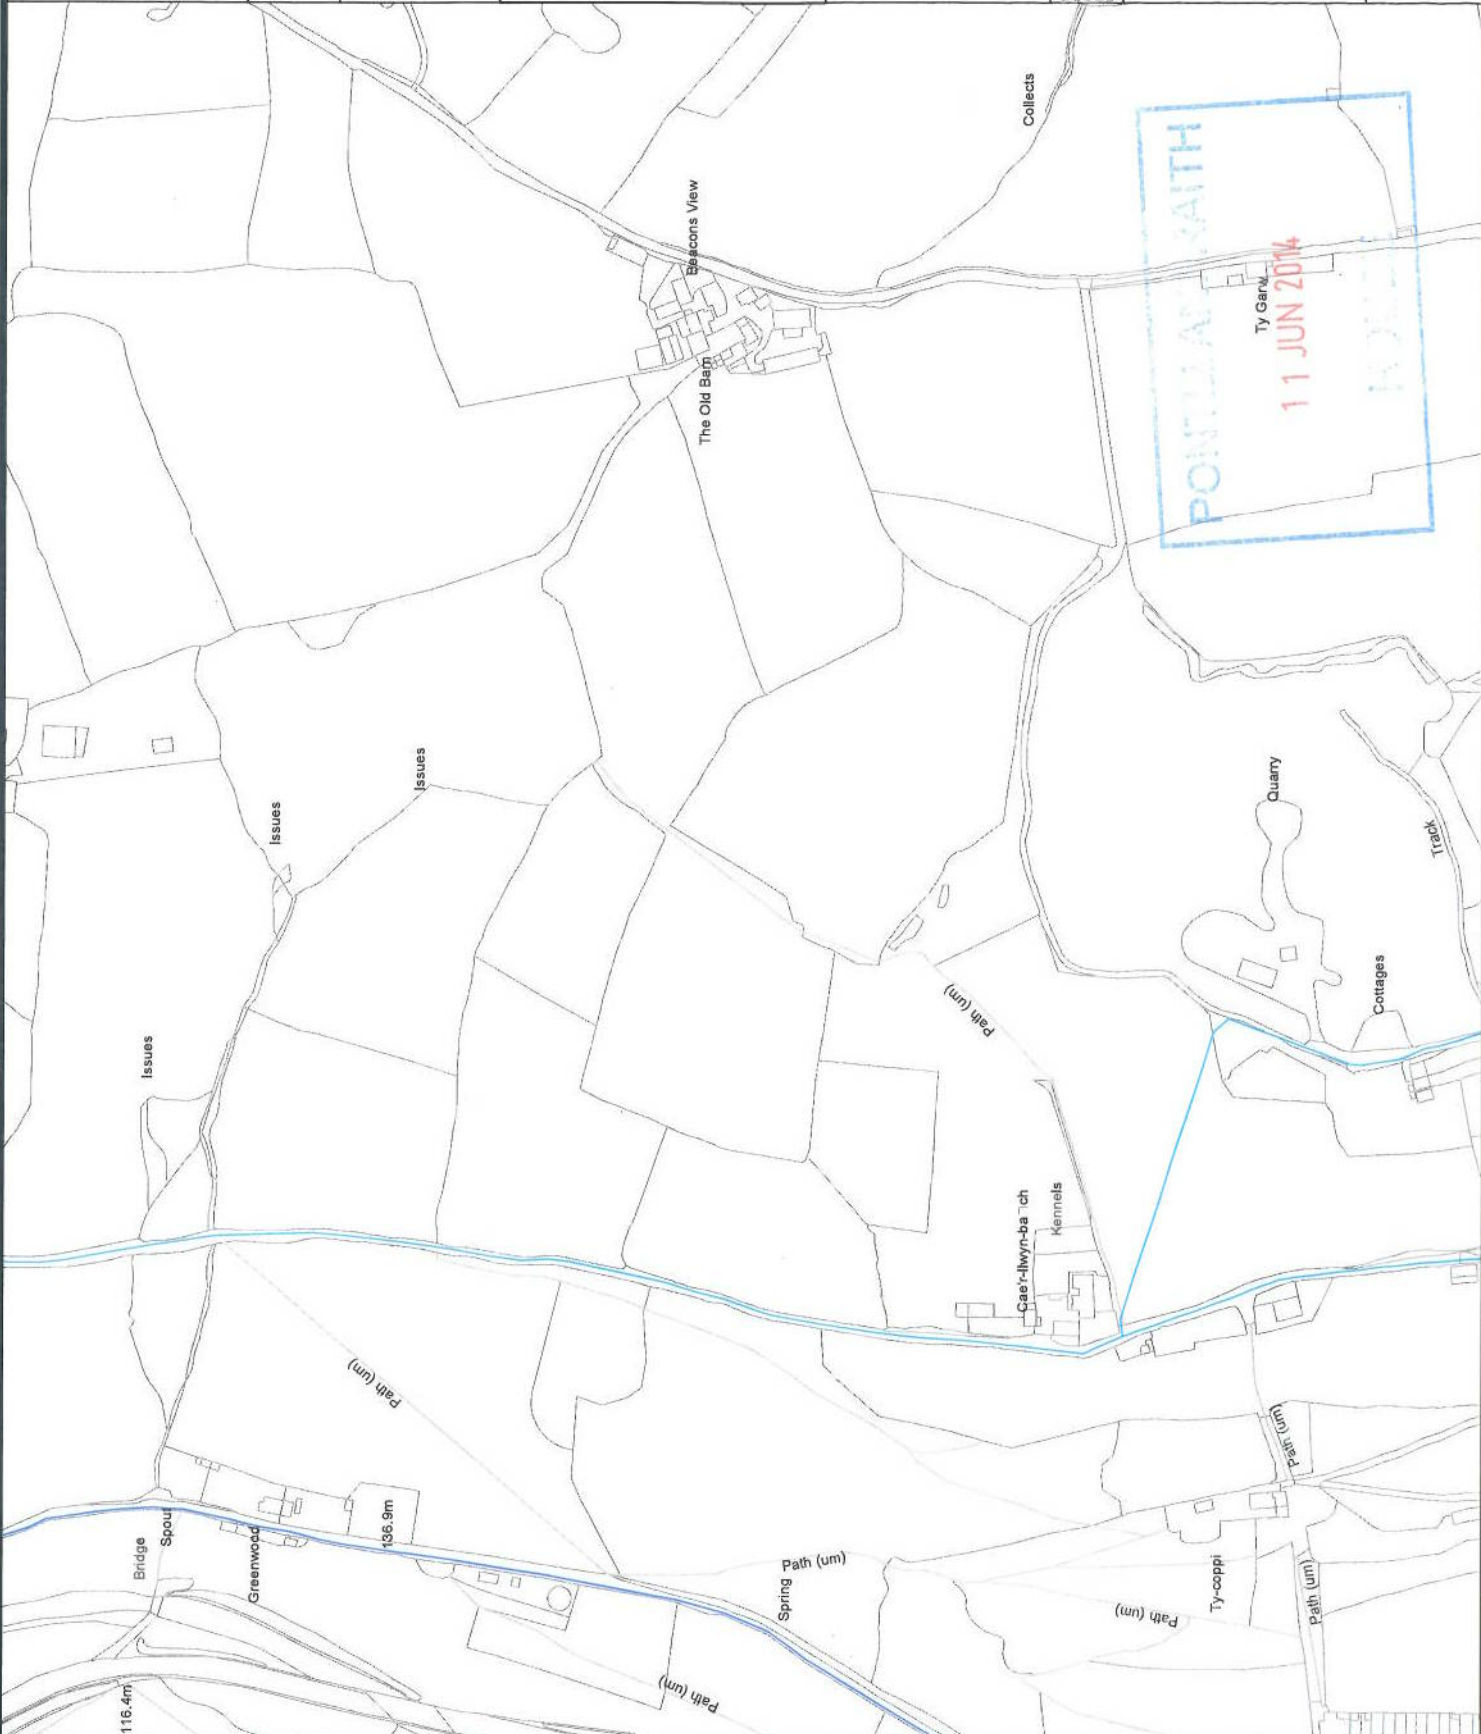 Collects
Beacons View
The Old Barn
Ty Garw
11 JUN 2014
Issues
Issues
Issues
Quarry
Track
Cottages
Path (um)
Kennels
Path (um)
Path (um)
136.9m
Greenwood
Spout
Bridge
Spring
Path (um)
Path (um)
Path (um)
Path (um)
Ty-coppi
116.4m